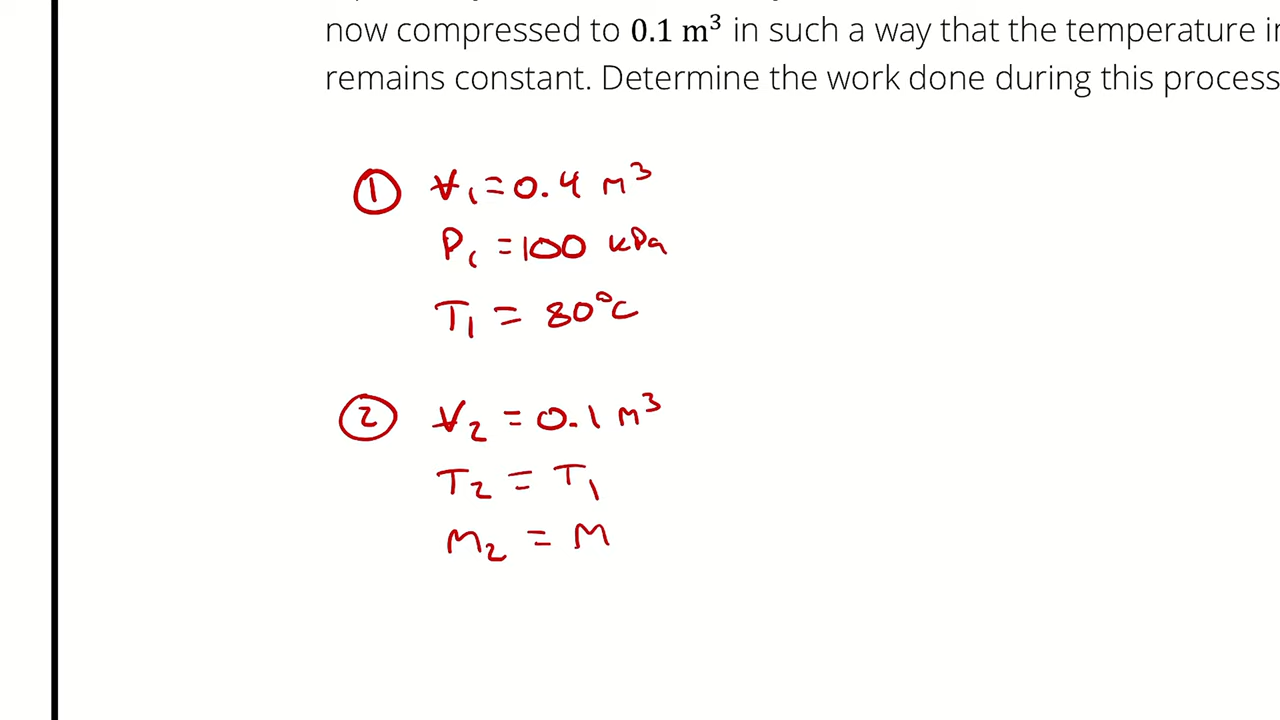 now compressed to 0.1 m³ in such a way that the temperature
remains constant. Determine the work done during this process
① V₁ = 0.4 m³
P₁ = 100 kPa
T₁ = 80°C
② V₂ = 0.1 m³
T₂ = T₁
m₂ = m